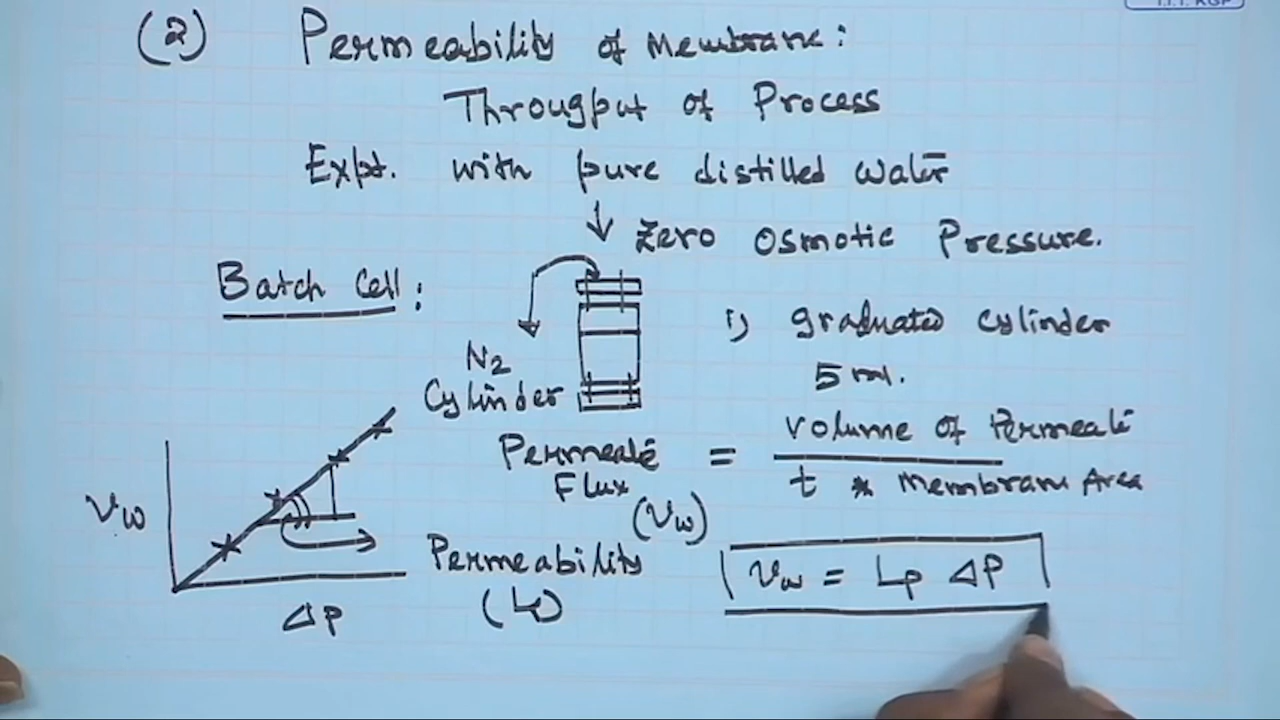 I.I.T. KGP
(2) Permeability of Membrane:
Througput of Process
Expt. with pure distilled water
↓ Zero Osmotic Pressure.
Batch Cell:
1) graduated cylinder
5 ml.
N2
Cylinder
Permeate Flux (vw) = volume of Permeate / t * Membrane Area
vw
ΔP
Permeability
(Lp)
vw = Lp ΔP